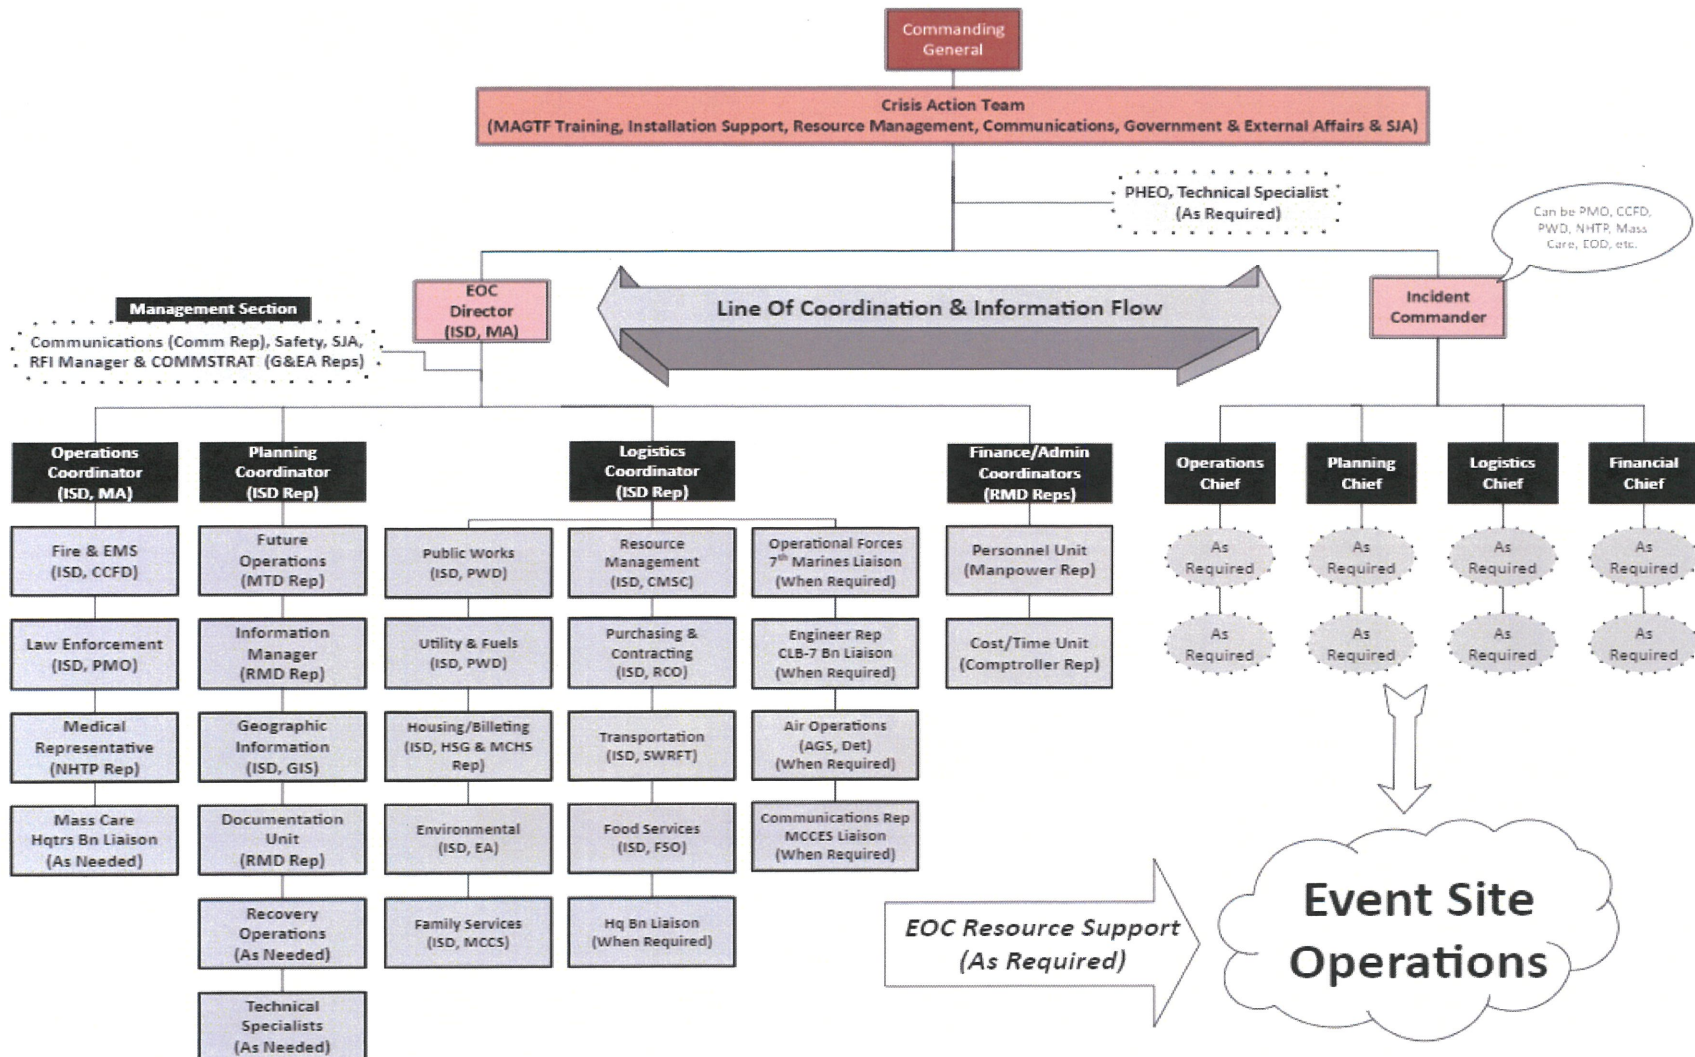 Commanding
General
Crisis Action Team
(MAGTF Training, Installation Support, Resource Management, Communications, Government & External Affairs & SJA)
PHEO, Technical Specialist
(As Required)
Can be PMO, CCFD,
PWD, NHTP, Mass
Care, EOD, etc.
EOC
Director
(ISD, MA)
Line Of Coordination & Information Flow
Incident
Commander
Management Section
Communications (Comm Rep), Safety, SJA,
RFI Manager & COMMSTRAT (G&EA Reps)
Operations
Coordinator
(ISD, MA)
Fire & EMS
(ISD, CCFD)
Law Enforcement
(ISD, PMO)
Medical
Representative
(NHTP Rep)
Mass Care
Hqtrs Bn Liaison
(As Needed)
Planning
Coordinator
(ISD Rep)
Future
Operations
(MTD Rep)
Information
Manager
(RMD Rep)
Geographic
Information
(ISD, GIS)
Documentation
Unit
(RMD Rep)
Recovery
Operations
(As Needed)
Technical
Specialists
(As Needed)
Logistics
Coordinator
(ISD Rep)
Public Works
(ISD, PWD)
Utility & Fuels
(ISD, PWD)
Housing/Billeting
(ISD, HSG & MCHS
Rep)
Environmental
(ISD, EA)
Family Services
(ISD, MCCS)
Resource
Management
(ISD, CMSC)
Purchasing &
Contracting
(ISD, RCO)
Transportation
(ISD, SWRFT)
Food Services
(ISD, FSO)
Hq Bn Liaison
(When Required)
Operational Forces
7th Marines Liaison
(When Required)
Engineer Rep
CLB-7 Bn Liaison
(When Required)
Air Operations
(AGS, Det)
(When Required)
Communications Rep
MCCES Liaison
(When Required)
Finance/Admin
Coordinators
(RMD Reps)
Personnel Unit
(Manpower Rep)
Cost/Time Unit
(Comptroller Rep)
Operations
Chief
As
Required
As
Required
Planning
Chief
As
Required
As
Required
Logistics
Chief
As
Required
As
Required
Financial
Chief
As
Required
As
Required
EOC Resource Support
(As Required)
Event Site
Operations